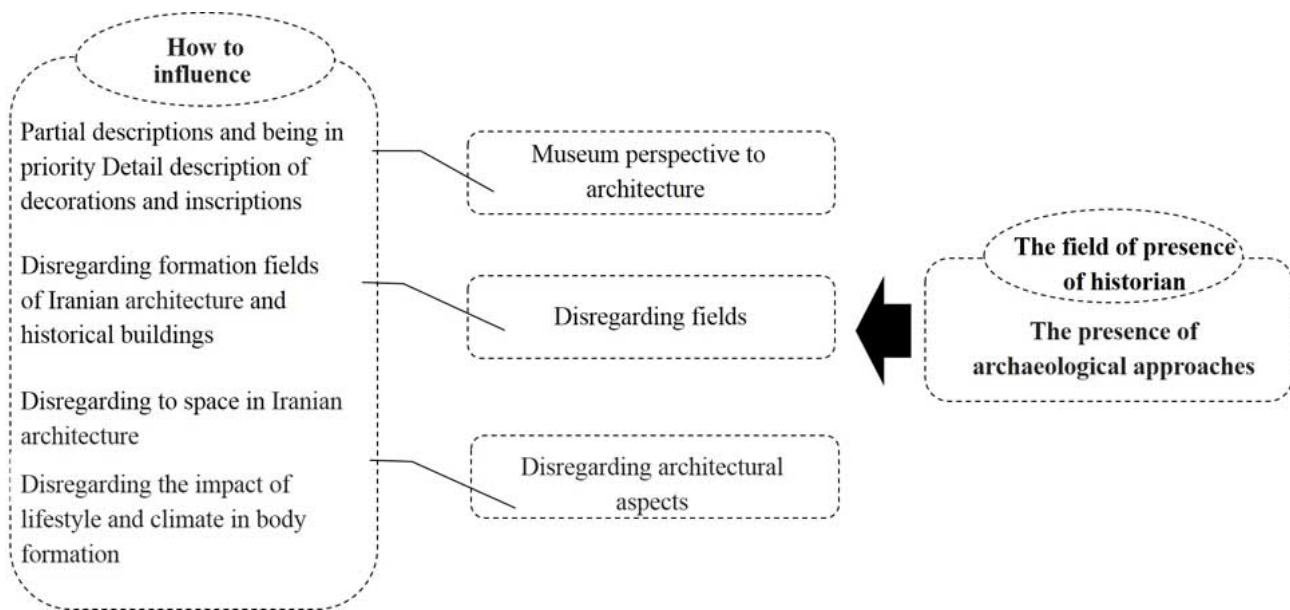 How to
influence
Partial descriptions and being in
priority Detail description of
decorations and inscriptions
Disregarding formation fields
of Iranian architecture and
historical buildings
Disregarding to space in Iranian
architecture
Disregarding the impact of
lifestyle and climate in body
formation
Museum perspective to
architecture
Disregarding fields
Disregarding architectural
aspects
The field of presence
of historian
The presence of
archaeological approaches